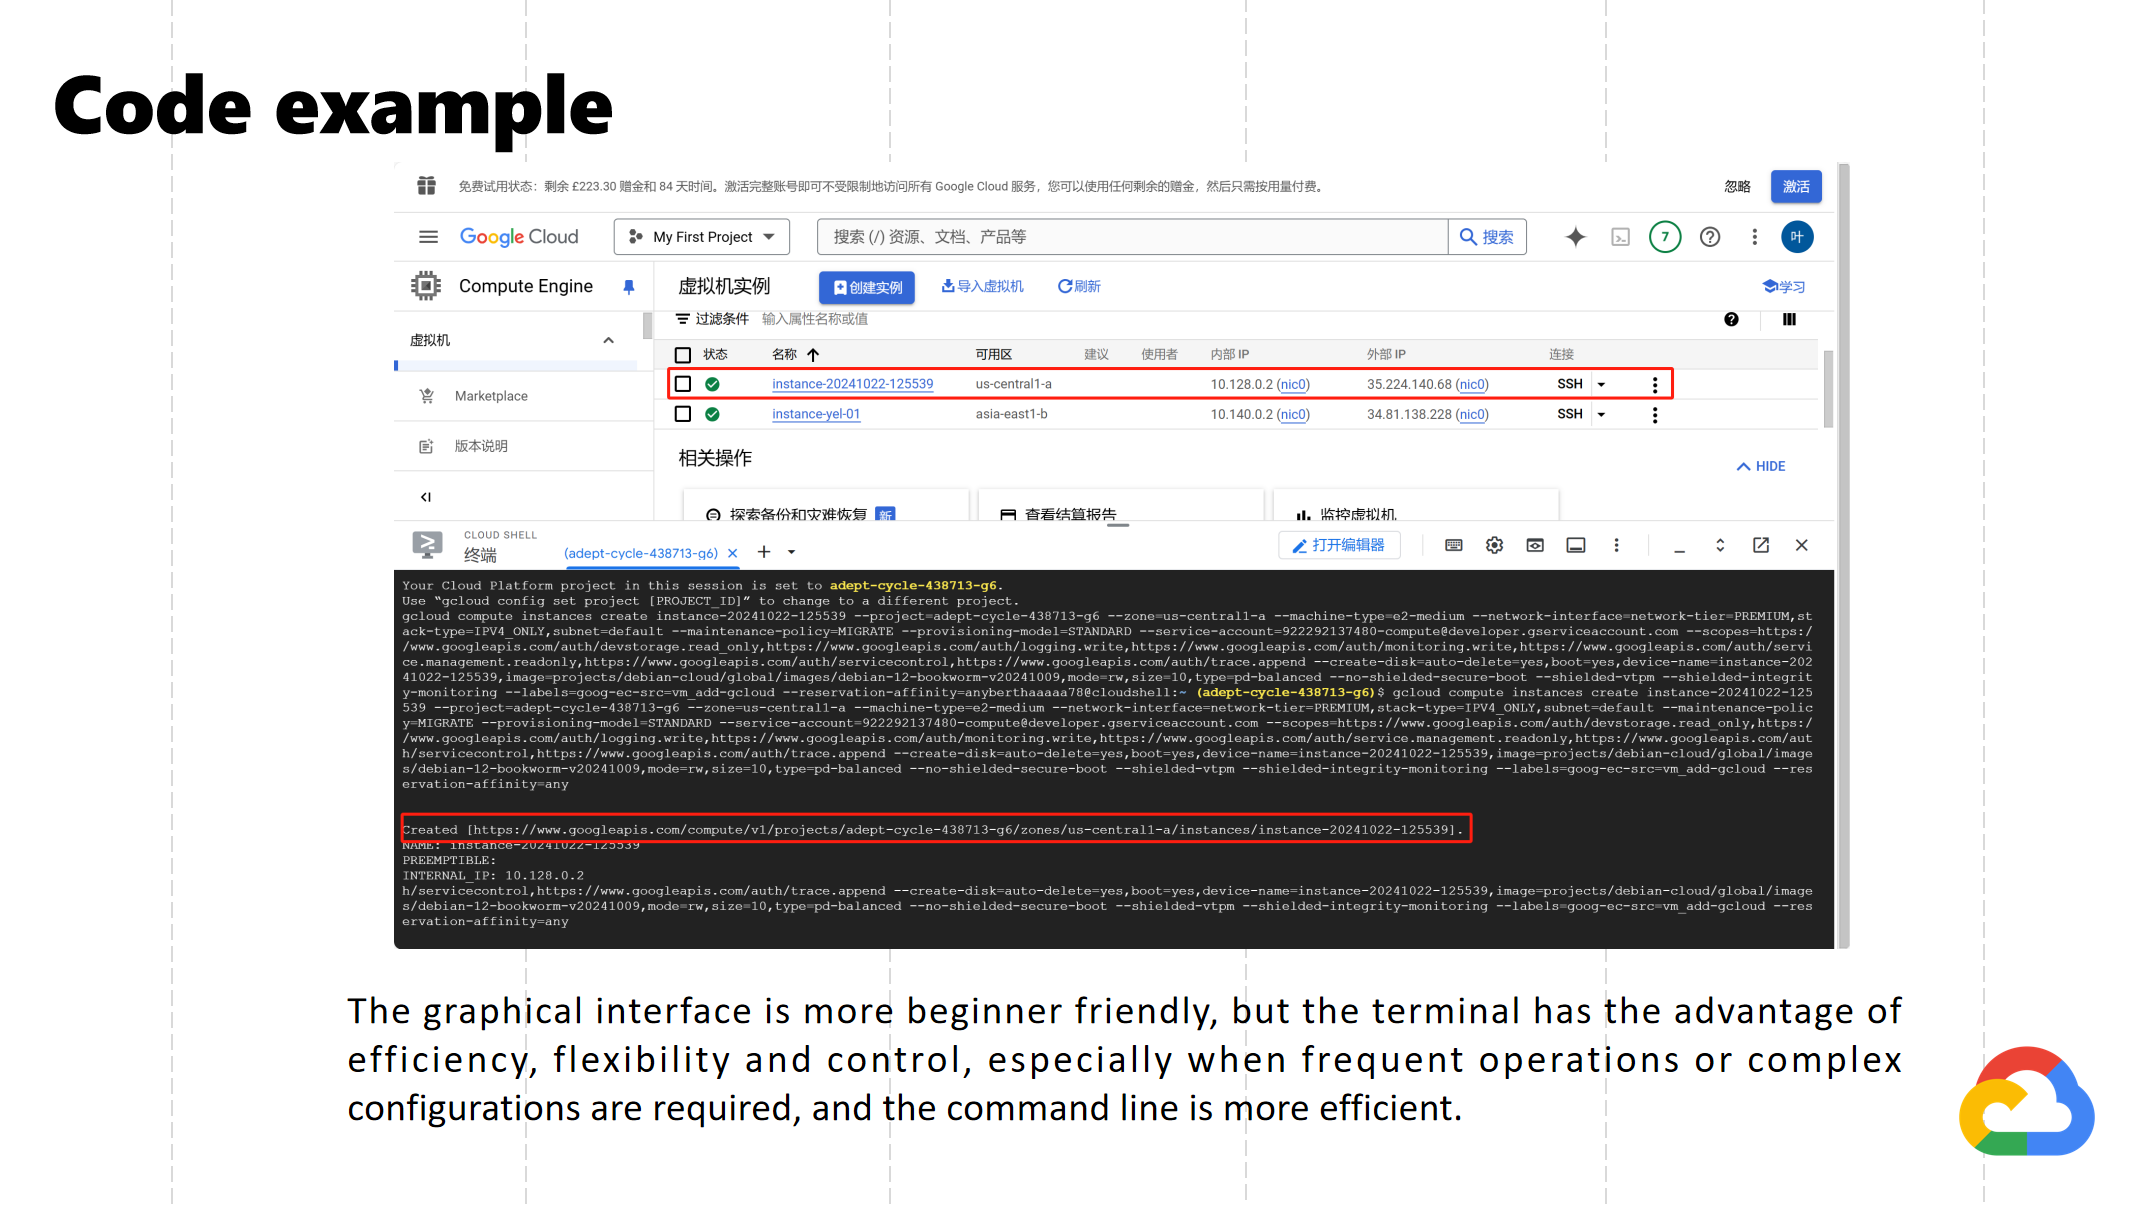 Code example
免费试用状态：剩余 £223.30 赠金和 84 天时间。激活完整账号即可不受限制地访问所有 Google Cloud 服务，您可以使用任何剩余的赠金，然后只需按用量付费。
忽略
激活
Google Cloud
My First Project
搜索 (/) 资源、文档、产品等
搜索
7
叶
Compute Engine
虚拟机实例
创建实例
导入虚拟机
刷新
学习
虚拟机
过滤条件 输入属性名称或值
状态 名称 可用区 建议 使用者 内部 IP 外部 IP 连接
instance-20241022-125539 us-central1-a 10.128.0.2 (nic0) 35.224.140.68 (nic0) SSH
instance-yel-01 asia-east1-b 10.140.0.2 (nic0) 34.81.138.228 (nic0) SSH
Marketplace
版本说明
相关操作
HIDE
探索备份和灾难恢复 新
查看结算报告
监控虚拟机
CLOUD SHELL
终端
(adept-cycle-438713-g6)
打开编辑器
Your Cloud Platform project in this session is set to adept-cycle-438713-g6.
Use “gcloud config set project [PROJECT_ID]” to change to a different project.
gcloud compute instances create instance-20241022-125539 --project=adept-cycle-438713-g6 --zone=us-central1-a --machine-type=e2-medium --network-interface=network-tier=PREMIUM,st
ack-type=IPV4_ONLY,subnet=default --maintenance-policy=MIGRATE --provisioning-model=STANDARD --service-account=922292137480-compute@developer.gserviceaccount.com --scopes=https:/
/www.googleapis.com/auth/devstorage.read_only,https://www.googleapis.com/auth/logging.write,https://www.googleapis.com/auth/monitoring.write,https://www.googleapis.com/auth/servi
ce.management.readonly,https://www.googleapis.com/auth/servicecontrol,https://www.googleapis.com/auth/trace.append --create-disk=auto-delete=yes,boot=yes,device-name=instance-202
41022-125539,image=projects/debian-cloud/global/images/debian-12-bookworm-v20241009,mode=rw,size=10,type=pd-balanced --no-shielded-secure-boot --shielded-vtpm --shielded-integrit
y-monitoring --labels=goog-ec-src=vm_add-gcloud --reservation-affinity=anyberthaaaaa78@cloudshell:~ (adept-cycle-438713-g6)$ gcloud compute instances create instance-20241022-125
539 --project=adept-cycle-438713-g6 --zone=us-central1-a --machine-type=e2-medium --network-interface=network-tier=PREMIUM,stack-type=IPV4_ONLY,subnet=default --maintenance-polic
y=MIGRATE --provisioning-model=STANDARD --service-account=922292137480-compute@developer.gserviceaccount.com --scopes=https://www.googleapis.com/auth/devstorage.read_only,https:/
/www.googleapis.com/auth/logging.write,https://www.googleapis.com/auth/monitoring.write,https://www.googleapis.com/auth/service.management.readonly,https://www.googleapis.com/aut
h/servicecontrol,https://www.googleapis.com/auth/trace.append --create-disk=auto-delete=yes,boot=yes,device-name=instance-20241022-125539,image=projects/debian-cloud/global/image
s/debian-12-bookworm-v20241009,mode=rw,size=10,type=pd-balanced --no-shielded-secure-boot --shielded-vtpm --shielded-integrity-monitoring --labels=goog-ec-src=vm_add-gcloud --res
ervation-affinity=any
Created [https://www.googleapis.com/compute/v1/projects/adept-cycle-438713-g6/zones/us-central1-a/instances/instance-20241022-125539].
NAME: instance-20241022-125539
PREEMPTIBLE:
INTERNAL_IP: 10.128.0.2
h/servicecontrol,https://www.googleapis.com/auth/trace.append --create-disk=auto-delete=yes,boot=yes,device-name=instance-20241022-125539,image=projects/debian-cloud/global/image
s/debian-12-bookworm-v20241009,mode=rw,size=10,type=pd-balanced --no-shielded-secure-boot --shielded-vtpm --shielded-integrity-monitoring --labels=goog-ec-src=vm_add-gcloud --res
ervation-affinity=any
The graphical interface is more beginner friendly, but the terminal has the advantage of
efficiency, flexibility and control, especially when frequent operations or complex
configurations are required, and the command line is more efficient.